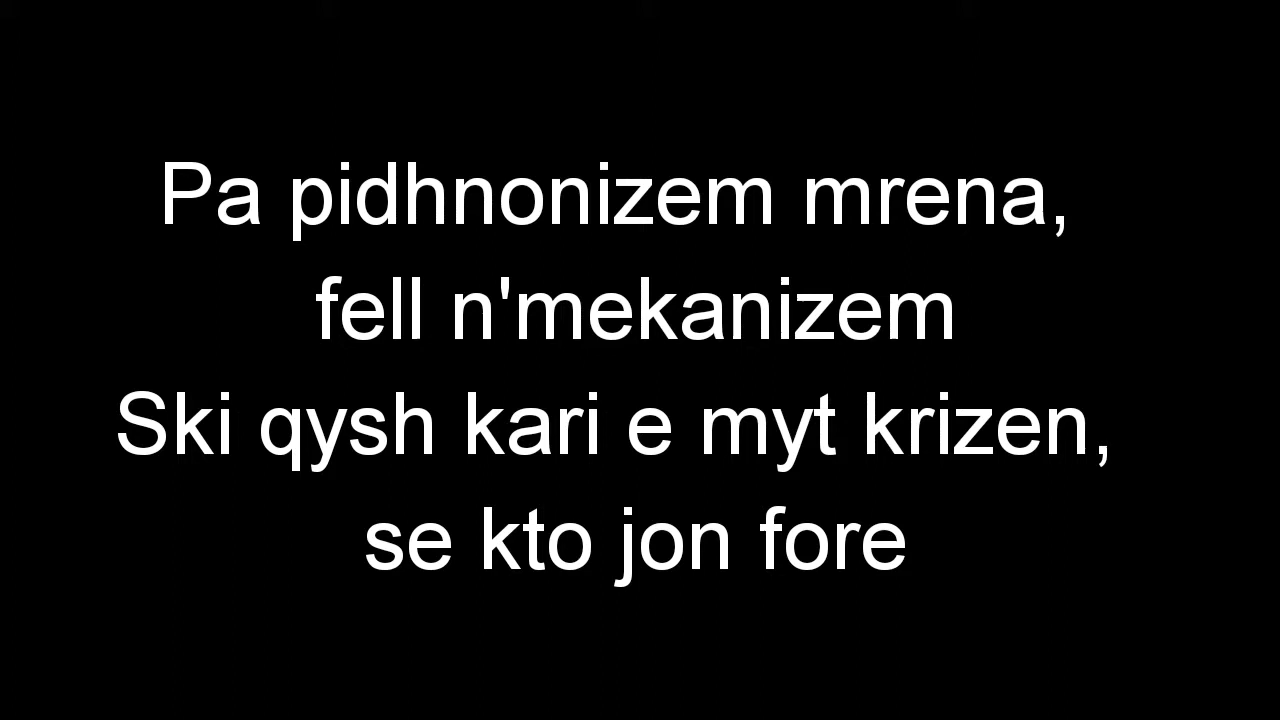 Pa pidhnonizem mrena,
fell n'mekanizem
Ski qysh kari e myt krizen,
se kto jon fore